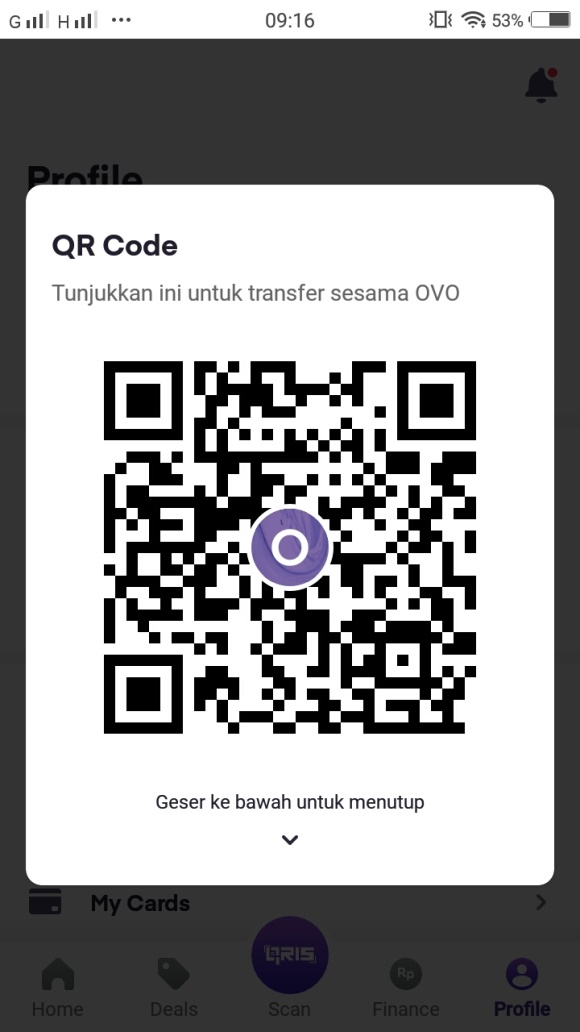 G H 09:16 53%
Profile
QR Code
Tunjukkan ini untuk transfer sesama OVO
Geser ke bawah untuk menutup
My Cards
QRIS Rp
Home Deals Scan Finance Profile